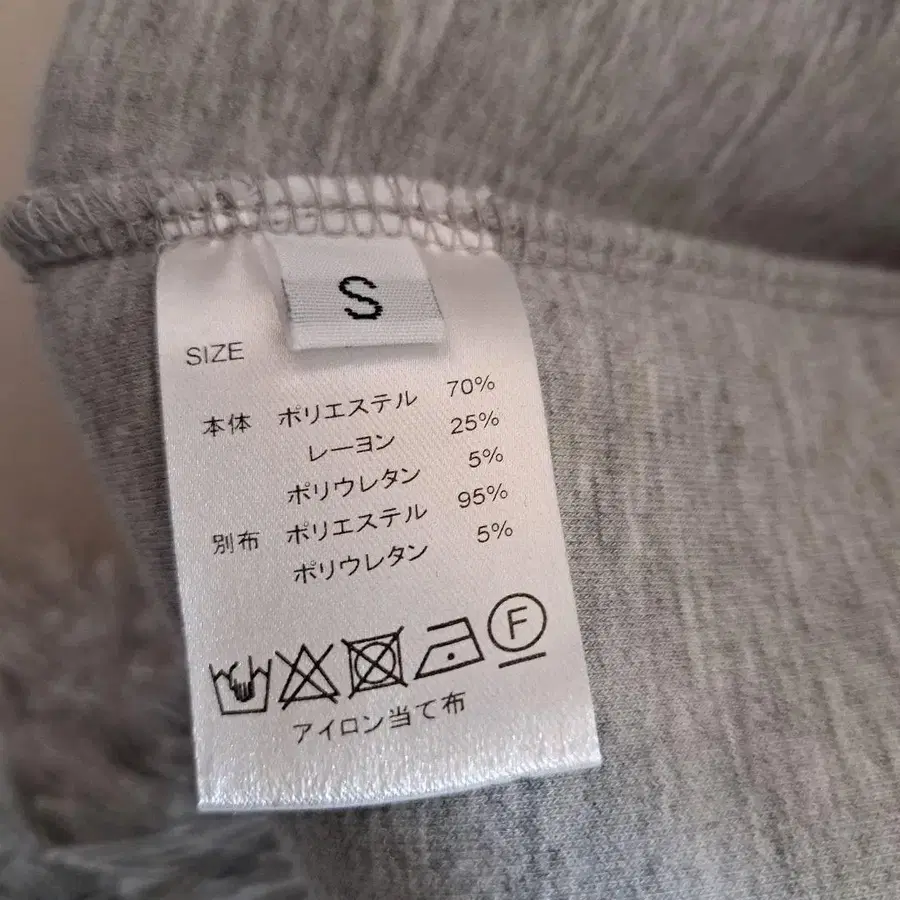 S
SIZE
本体 ポリエステル 70%
レーヨン 25%
ポリウレタン 5%
別布 ポリエステル 95%
ポリウレタン 5%
F
アイロン当て布